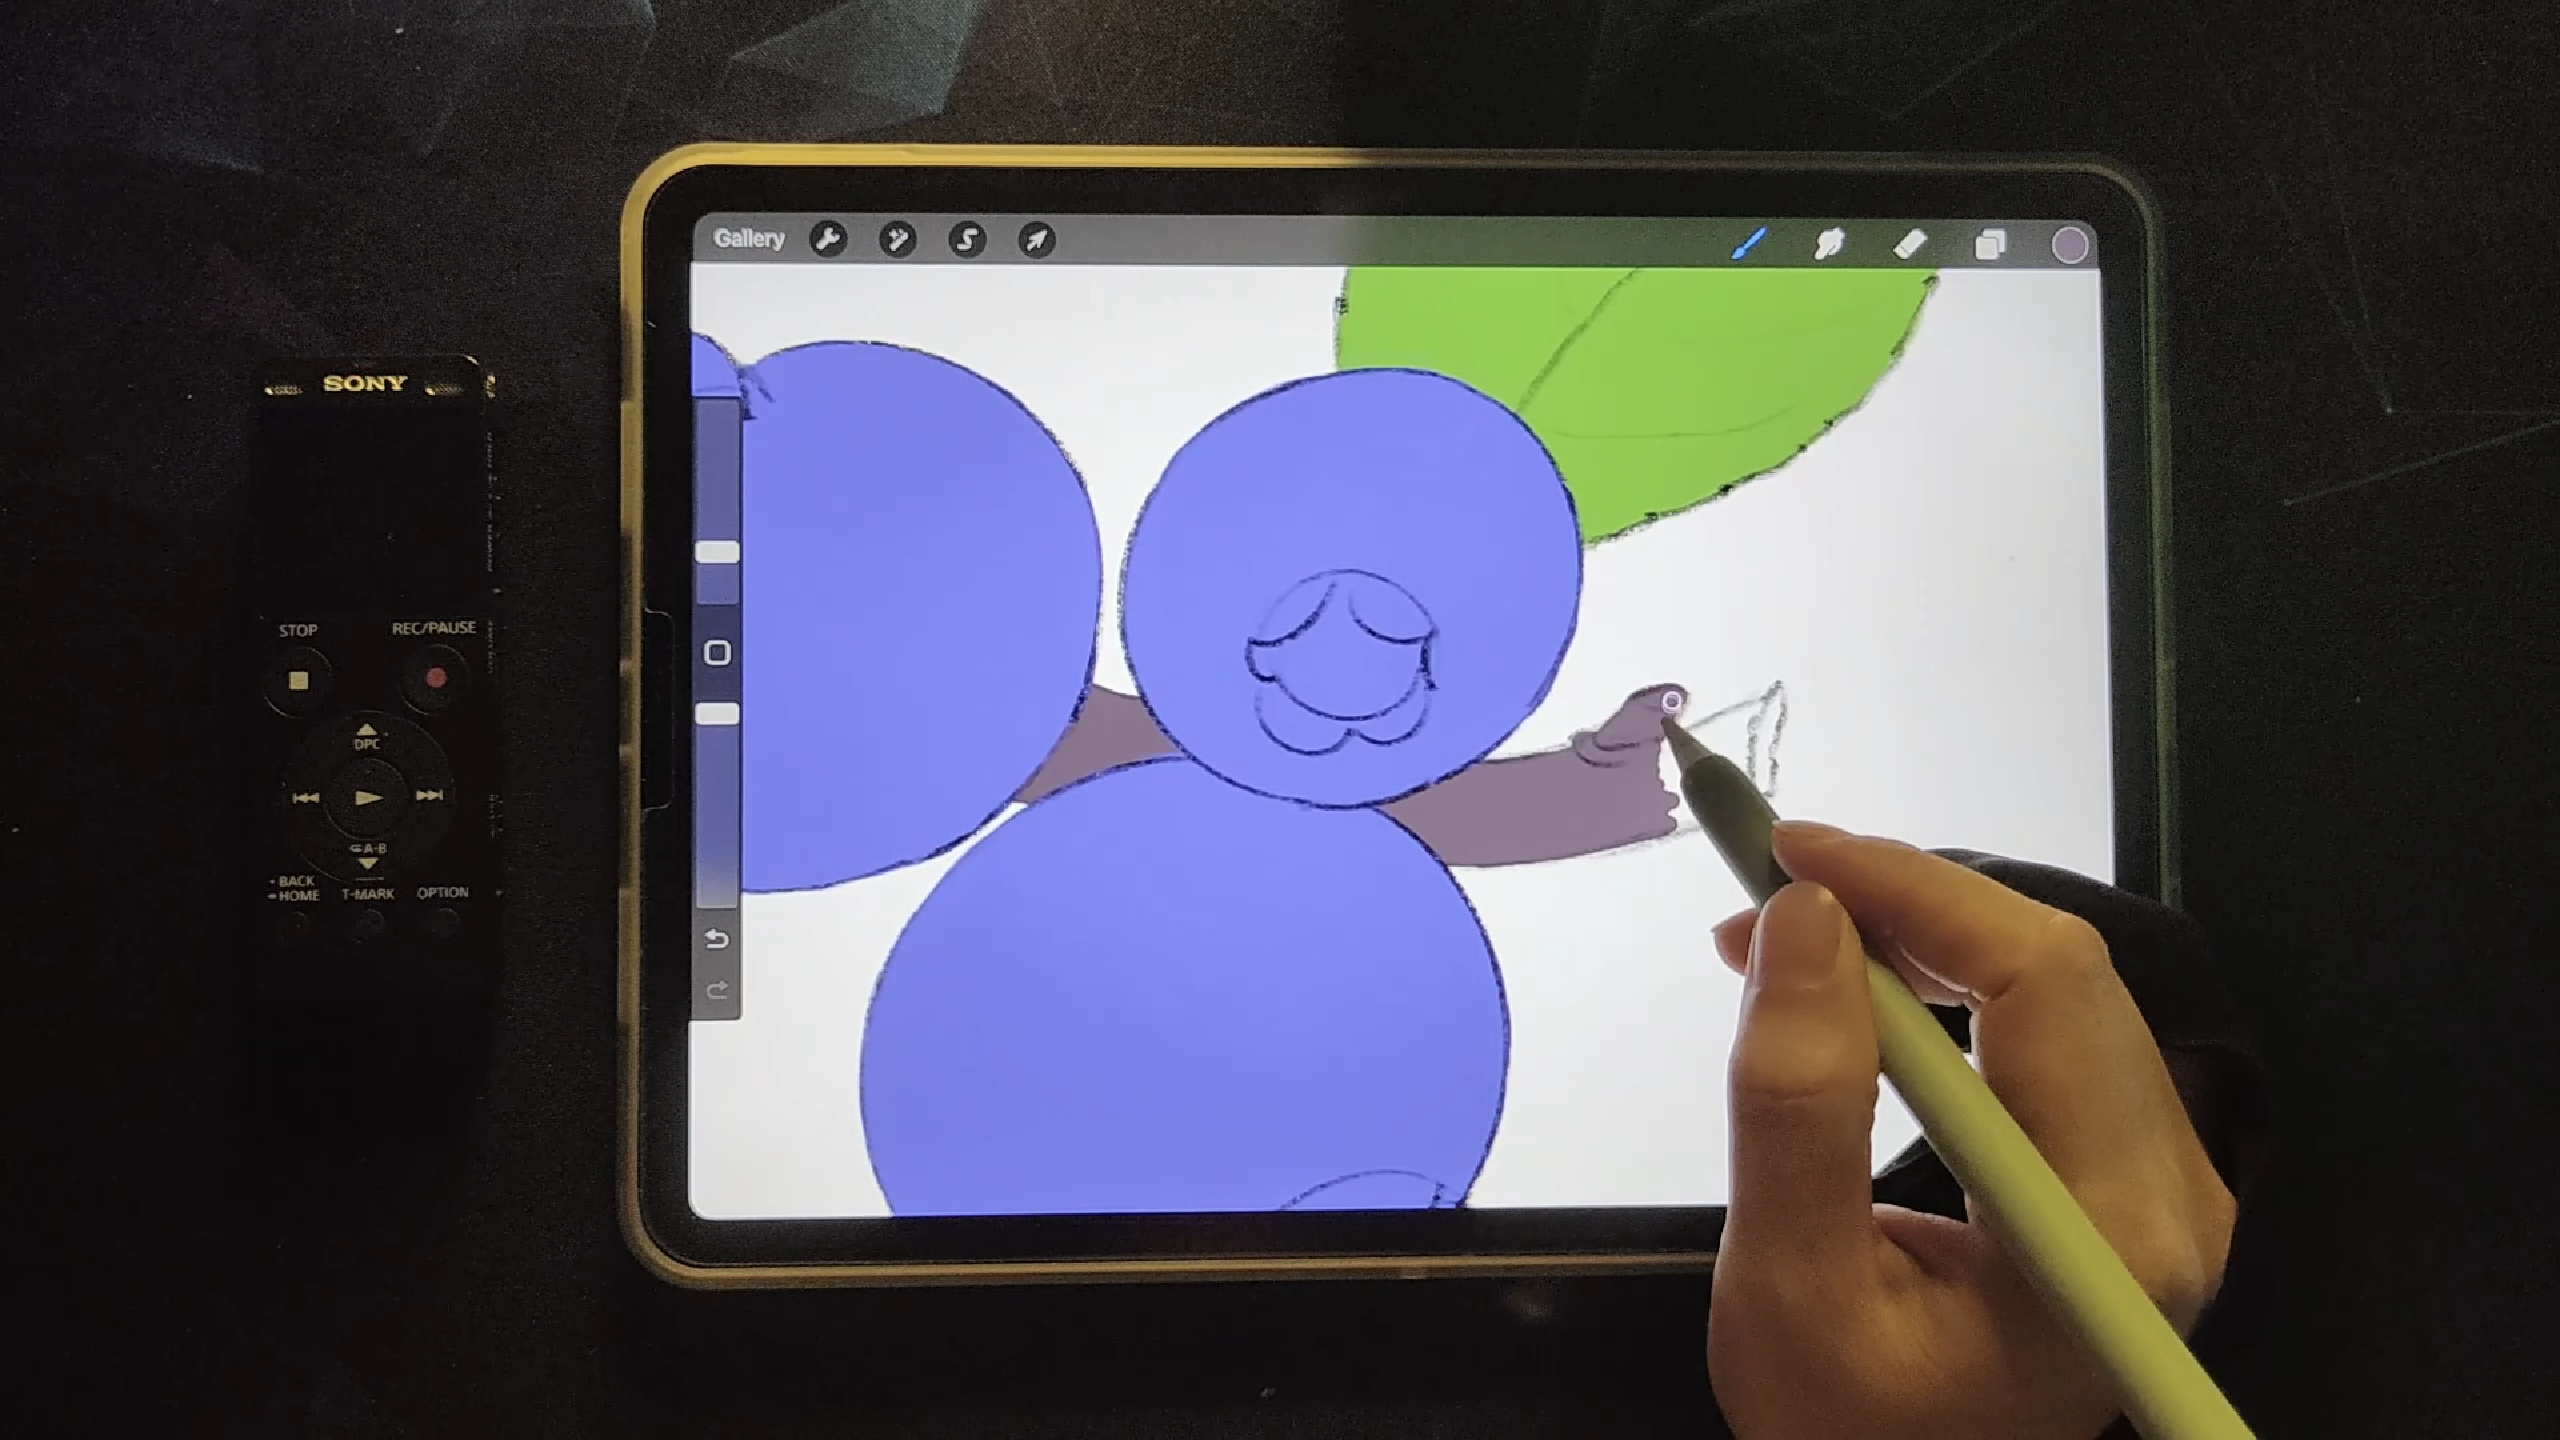 Gallery
SONY
STOP REC/PAUSE
DPC
A-B
BACK
HOME T-MARK OPTION